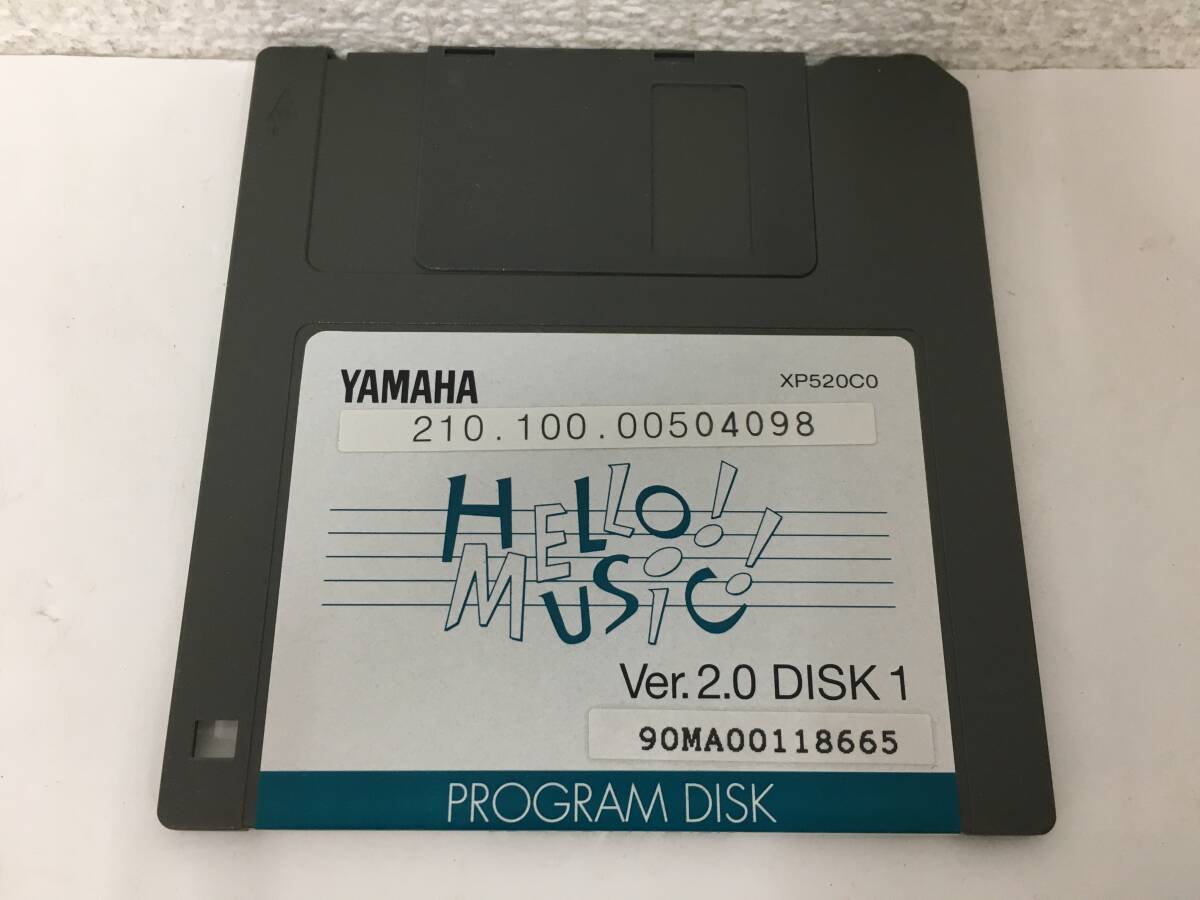 YAMAHA
XP520C0
210.100.00504098
HELLO!
MUSIC!
Ver. 2.0 DISK 1
90MA00118665
PROGRAM DISK